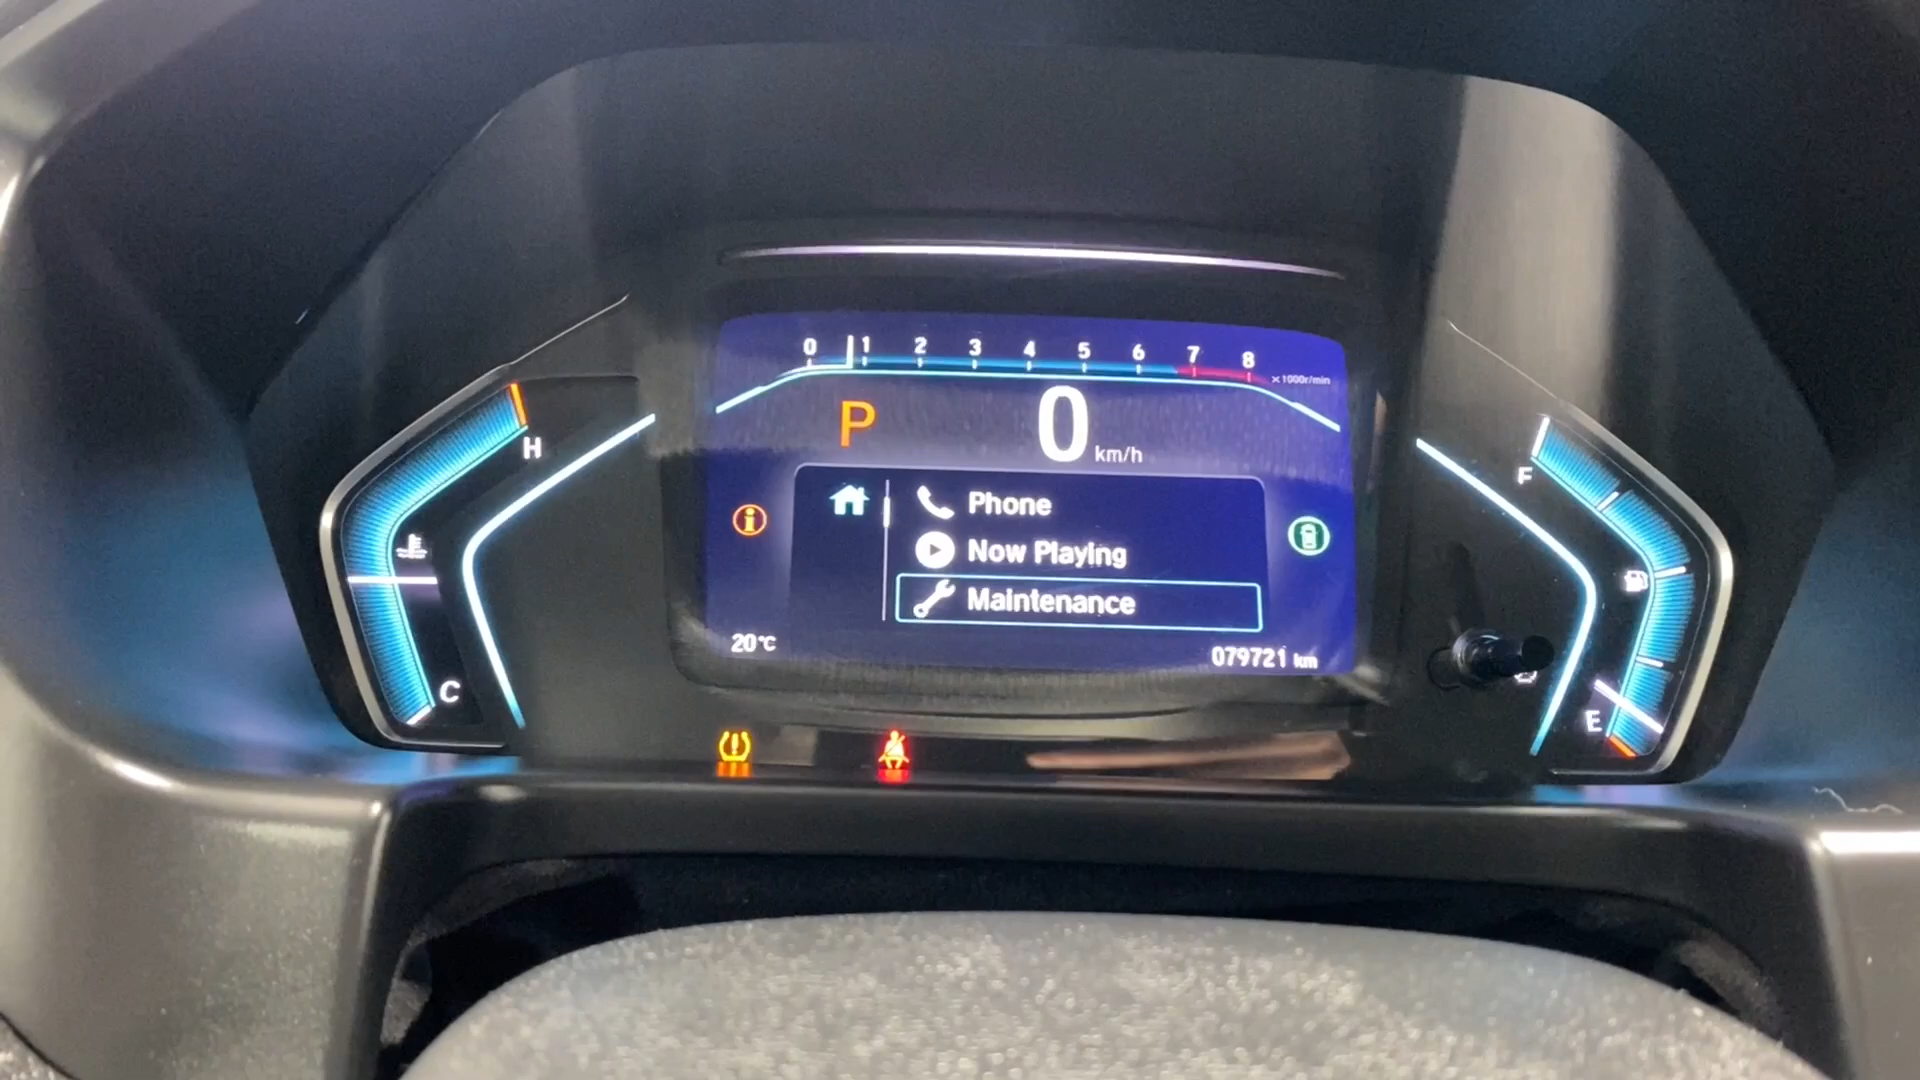 0 1 2 3 4 5 6 7 8
x1000r/min
P 0 km/h
H
F
Phone
Now Playing
Maintenance
20°C
079721 km
C
E